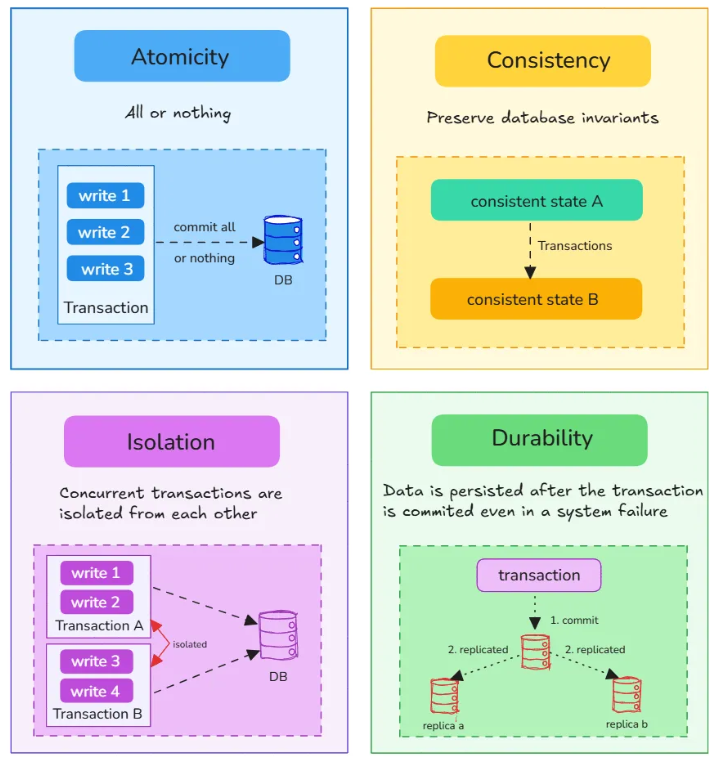 Atomicity
All or nothing
write 1
write 2
write 3
Transaction
commit all
or nothing
DB
Consistency
Preserve database invariants
consistent state A
Transactions
consistent state B
Isolation
Concurrent transactions are
isolated from each other
write 1
write 2
Transaction A
isolated
write 3
write 4
Transaction B
DB
Durability
Data is persisted after the transaction
is commited even in a system failure
transaction
1. commit
2. replicated
2. replicated
replica a
replica b